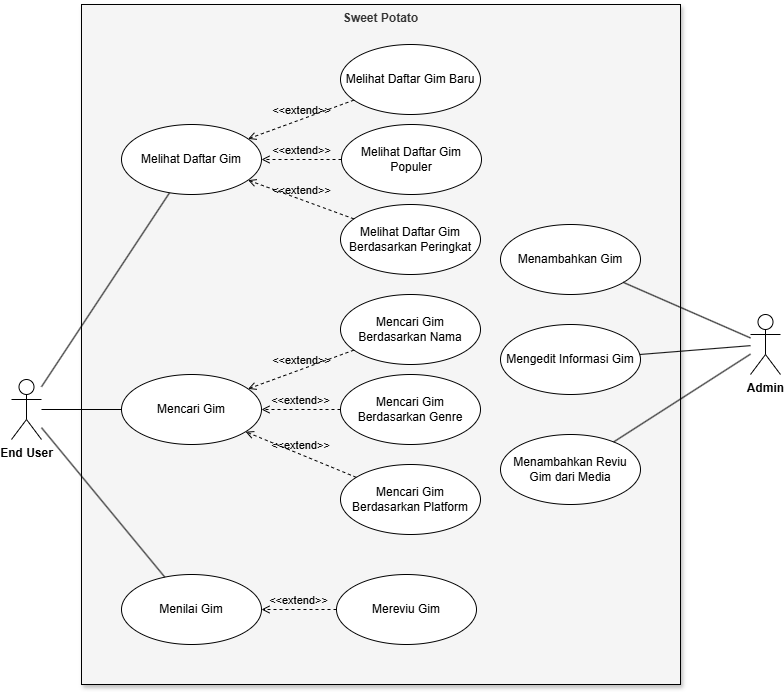 Sweet Potato
Melihat Daftar Gim Baru
<<extend>>
Melihat Daftar Gim
<<extend>>
Melihat Daftar Gim
Populer
<<extend>>
Melihat Daftar Gim
Berdasarkan Peringkat
Menambahkan Gim
Mencari Gim
Berdasarkan Nama
<<extend>>
Mengedit Informasi Gim
Admin
Mencari Gim
<<extend>>
Mencari Gim
Berdasarkan Genre
<<extend>>
End User
Mencari Gim
Berdasarkan Platform
Menambahkan Reviu
Gim dari Media
Menilai Gim
<<extend>>
Mereviu Gim